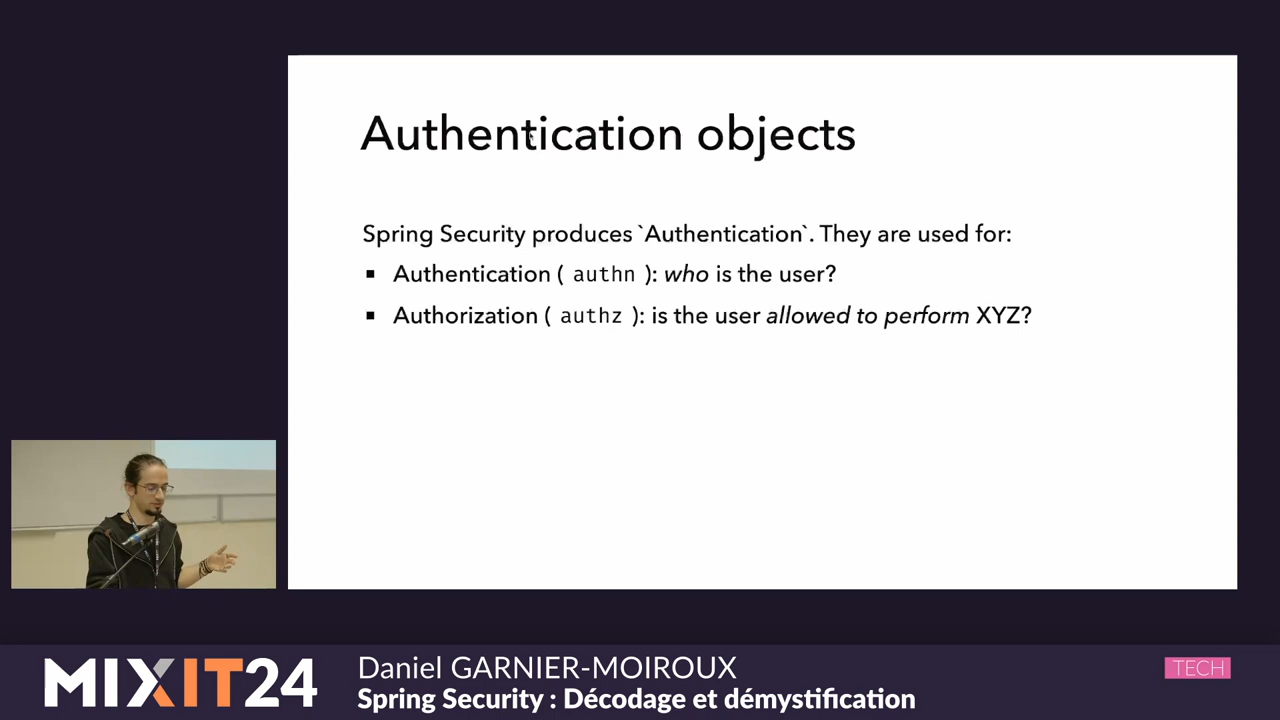 Authentication objects
Spring Security produces `Authentication`. They are used for:
▪ Authentication ( authn ): who is the user?
▪ Authorization ( authz ): is the user allowed to perform XYZ?
MIXIT24
Daniel GARNIER-MOIROUX
TECH
Spring Security : Décodage et démystification